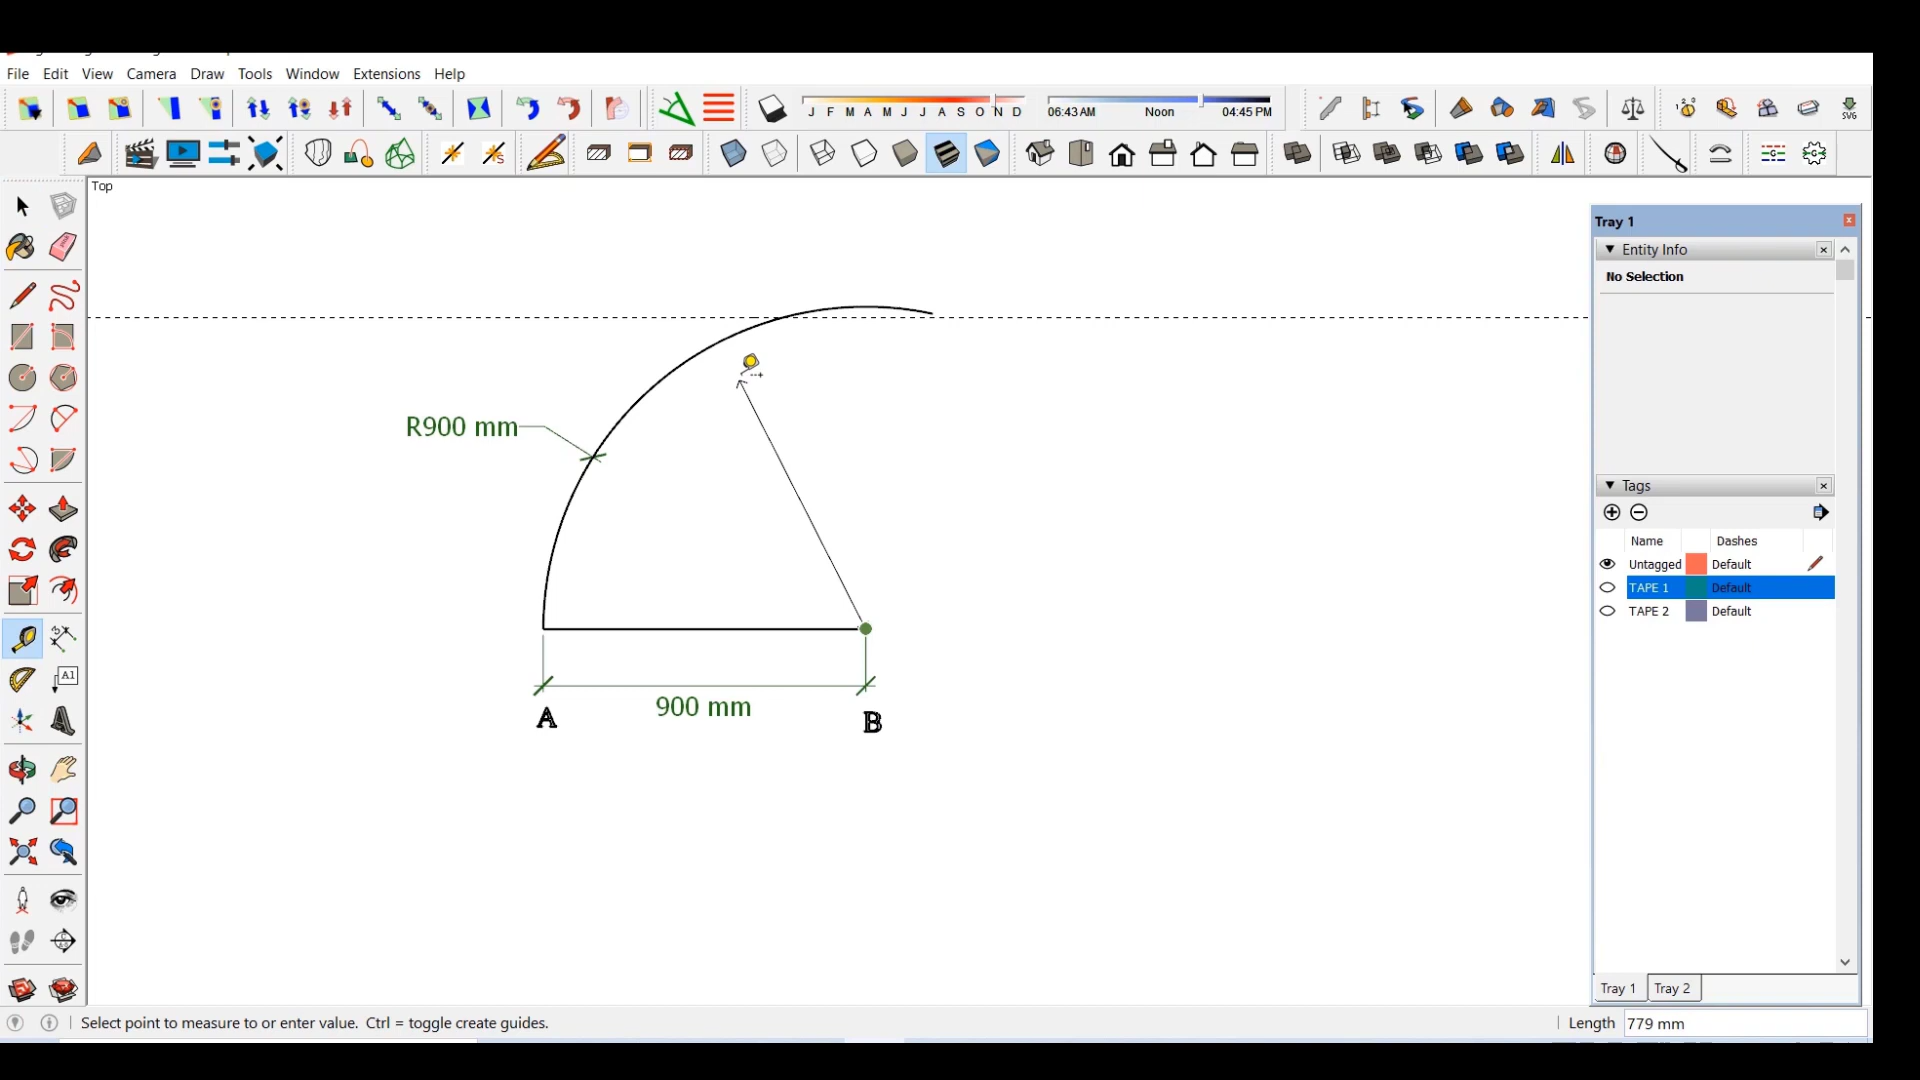 File Edit View Camera Draw Tools Window Extensions Help
J F M A M J J A S O N D
06:43 AM Noon 04:45 PM
Top
Tray 1
Entity Info
No Selection
R900 mm
Tags
Name Dashes
Untagged Default
TAPE 1 Default
TAPE 2 Default
900 mm
A B
Tray 1 Tray 2
Select point to measure to or enter value. Ctrl = toggle create guides.
Length 779 mm